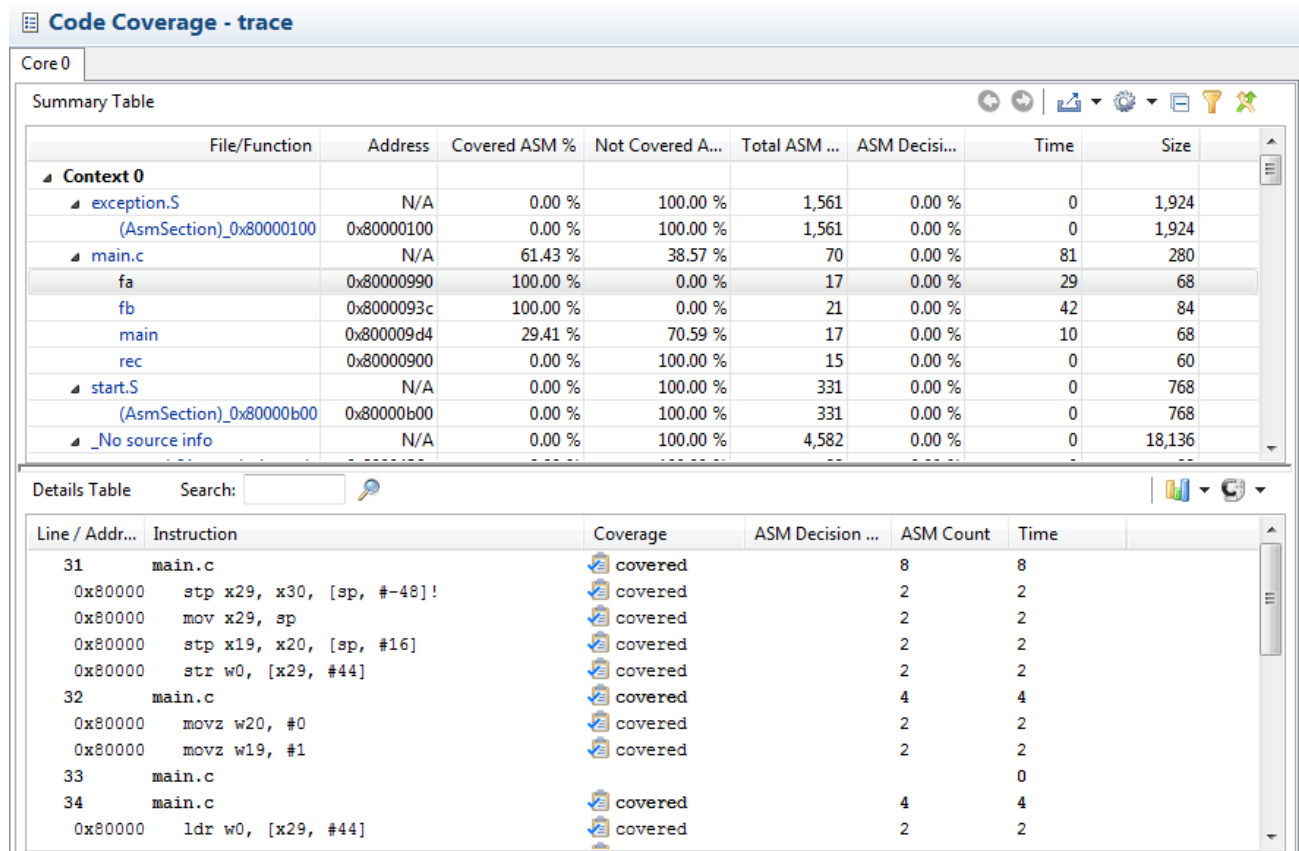 Code Coverage - trace
Core 0
Summary Table
File/Function Address Covered ASM % Not Covered A... Total ASM ... ASM Decisi... Time Size
Context 0
exception.S N/A 0.00 % 100.00 % 1,561 0.00 % 0 1,924
(AsmSection)_0x80000100 0x80000100 0.00 % 100.00 % 1,561 0.00 % 0 1,924
main.c N/A 61.43 % 38.57 % 70 0.00 % 81 280
fa 0x80000990 100.00 % 0.00 % 17 0.00 % 29 68
fb 0x8000093c 100.00 % 0.00 % 21 0.00 % 42 84
main 0x800009d4 29.41 % 70.59 % 17 0.00 % 10 68
rec 0x80000900 0.00 % 100.00 % 15 0.00 % 0 60
start.S N/A 0.00 % 100.00 % 331 0.00 % 0 768
(AsmSection)_0x80000b00 0x80000b00 0.00 % 100.00 % 331 0.00 % 0 768
_No source info N/A 0.00 % 100.00 % 4,582 0.00 % 0 18,136
Details Table Search:
Line / Addr... Instruction Coverage ASM Decision ... ASM Count Time
31 main.c covered 8 8
0x80000 stp x29, x30, [sp, #-48]! covered 2 2
0x80000 mov x29, sp covered 2 2
0x80000 stp x19, x20, [sp, #16] covered 2 2
0x80000 str w0, [x29, #44] covered 2 2
32 main.c covered 4 4
0x80000 movz w20, #0 covered 2 2
0x80000 movz w19, #1 covered 2 2
33 main.c 0
34 main.c covered 4 4
0x80000 ldr w0, [x29, #44] covered 2 2